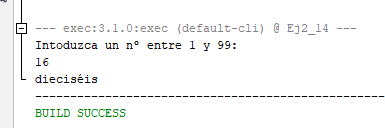 --- exec:3.1.0:exec (default-cli) @ Ej2_14 ---
Intoduzca un nº entre 1 y 99:
16
dieciséis
------------------------------------------------
BUILD SUCCESS